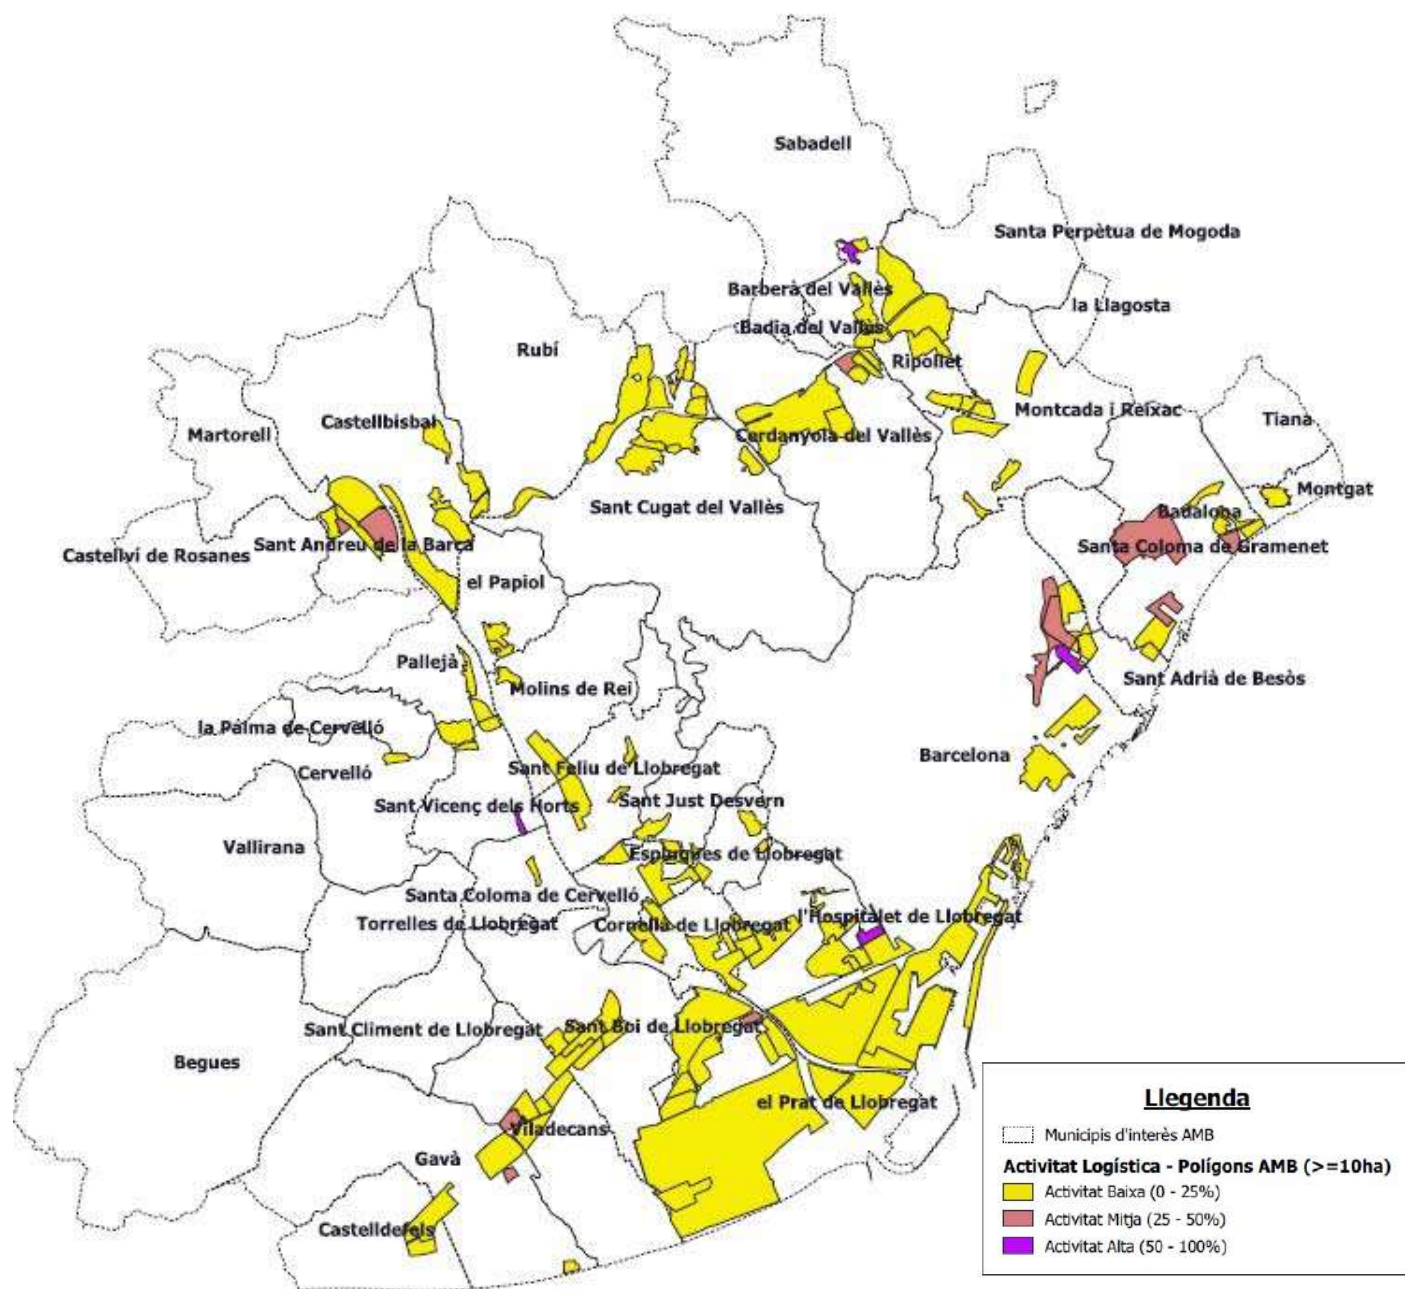 Sabadell
Santa Perpètua de Mogoda
Barberà del Vallès
la Llagosta
Badia del Vallès
Rubí
Ripollet
Montcada i Reixac
Tiana
Castellbisbal
Martorell
Cerdanyola del Vallès
Montgat
Sant Cugat del Vallès
Badalona
Castellví de Rosanes
Sant Andreu de la Barca
Santa Coloma de Gramenet
el Papiol
Pallejà
Molins de Rei
Sant Adrià de Besòs
la Palma de Cervelló
Barcelona
Cervelló
Sant Feliu de Llobregat
Sant Vicenç dels Horts
Sant Just Desvern
Vallirana
Esplugues de Llobregat
Santa Coloma de Cervelló
Torrelles de Llobregat
Cornellà de Llobregat
l'Hospitalet de Llobregat
Sant Climent de Llobregat
Sant Boi de Llobregat
Begues
el Prat de Llobregat
Viladecans
Gavà
Castelldefels
Llegenda
Municipis d'interès AMB
Activitat Logística - Polígons AMB (>=10ha)
Activitat Baixa (0 - 25%)
Activitat Mitja (25 - 50%)
Activitat Alta (50 - 100%)